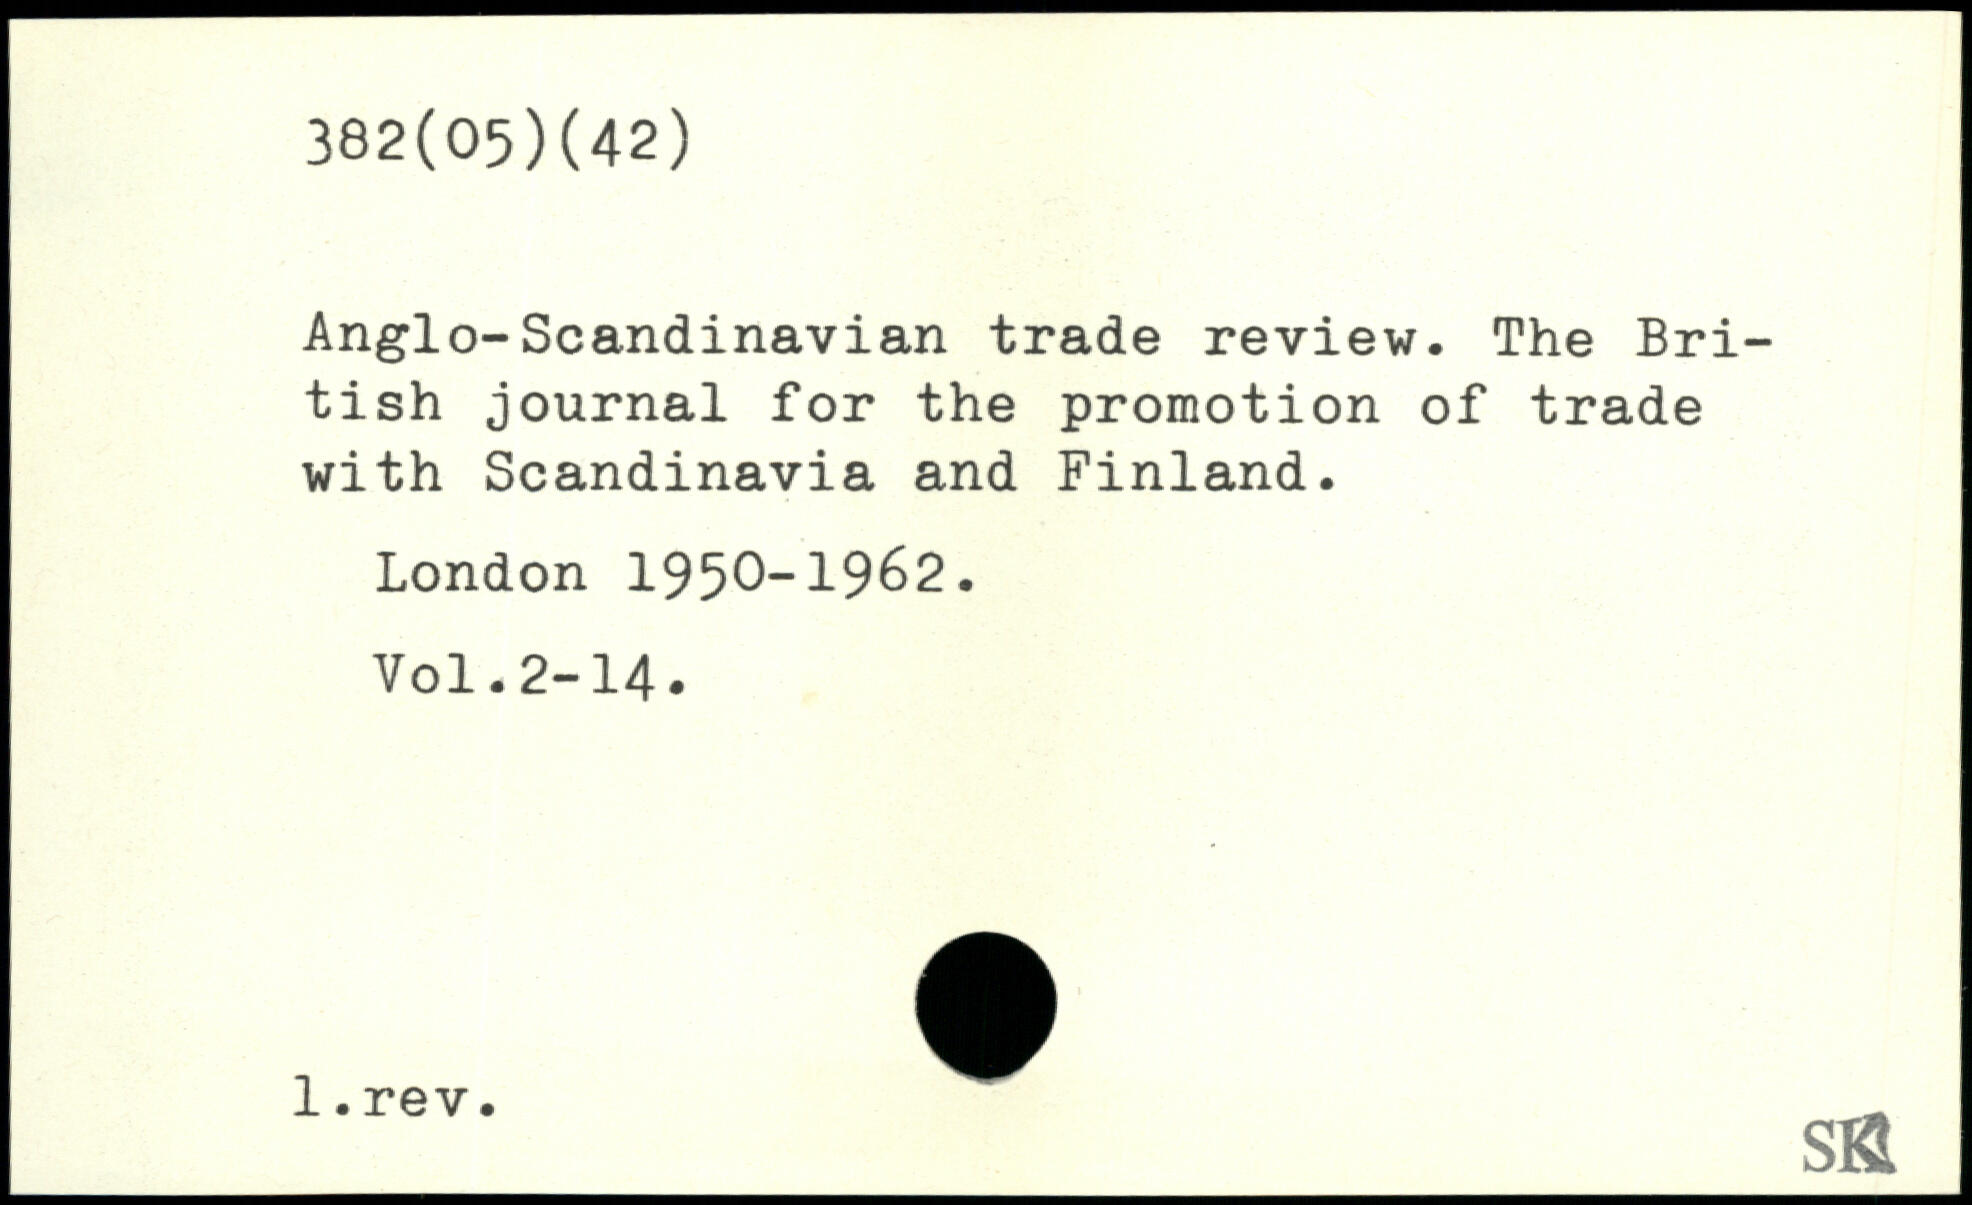 382(05)(42)
Anglo-Scandinavian trade review. The Bri-
tish journal for the promotion of trade
with Scandinavia and Finland.
London 1950-1962.
Vol.2-14.
1.rev.
SK